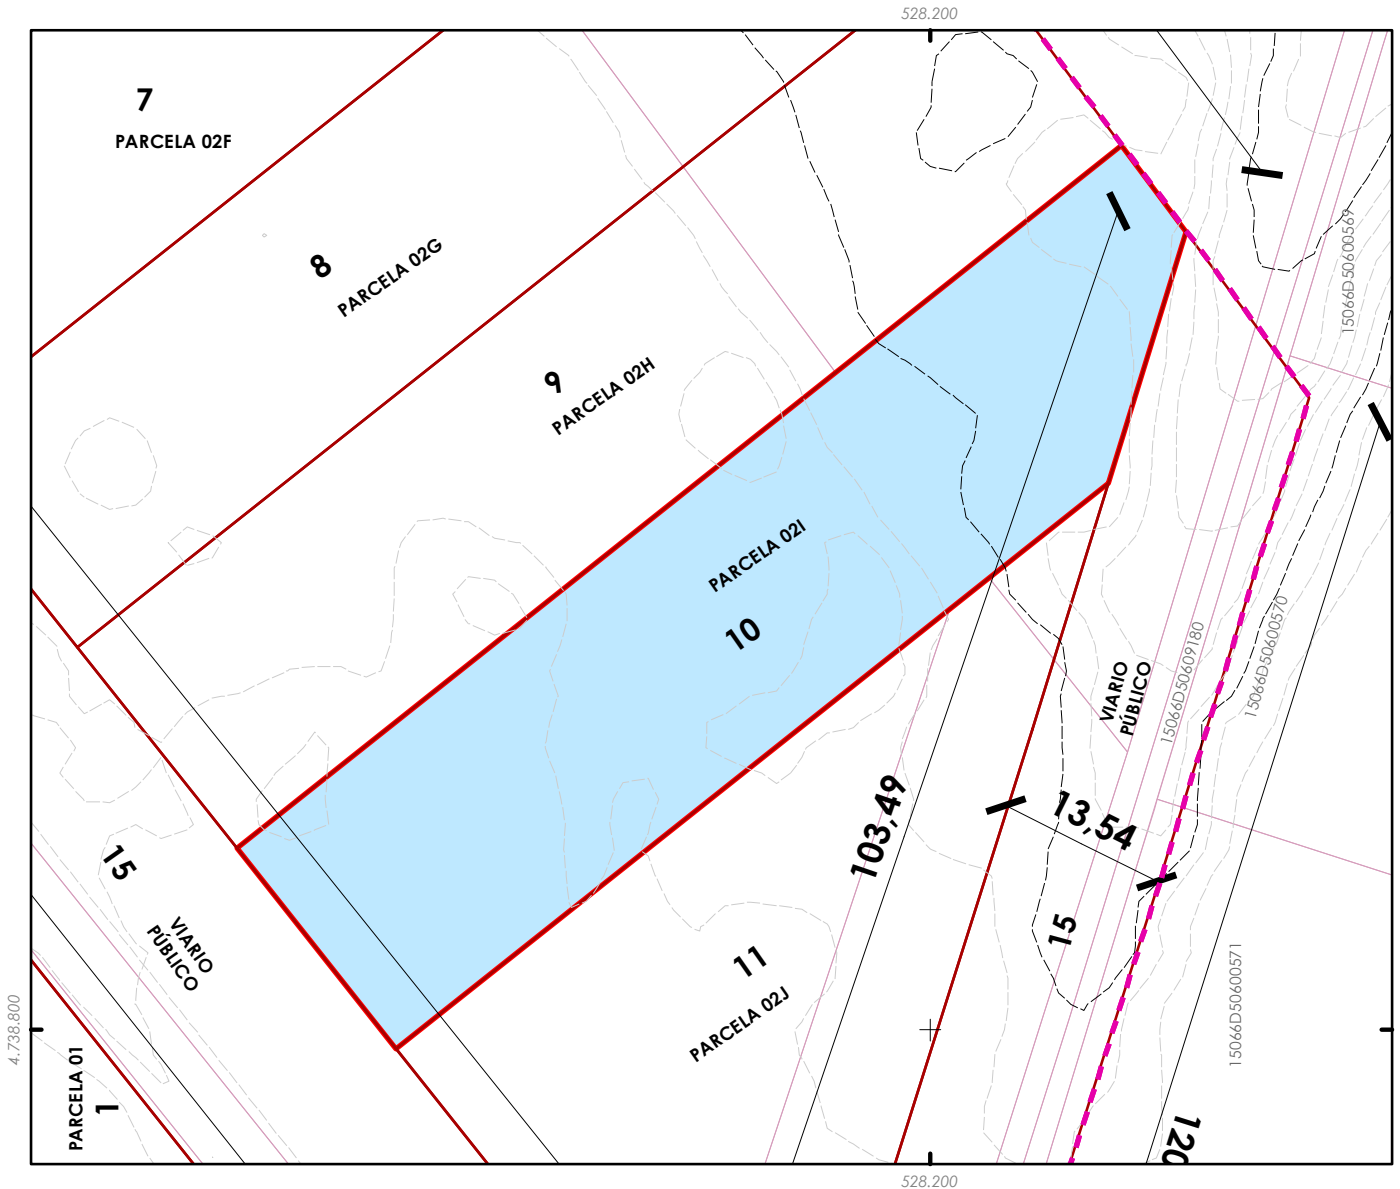 528.200
7
PARCELA 02F
8
PARCELA 02G
9
PARCELA 02H
15066D50600569
PARCELA 02I
10
VIARIO
PÚBLICO
15066D50609180
15066D50600570
103,49
13,54
15
15
VIARIO
PÚBLICO
11
PARCELA 02J
15066D50600571
4.738.800
PARCELA 01
1
120
528.200